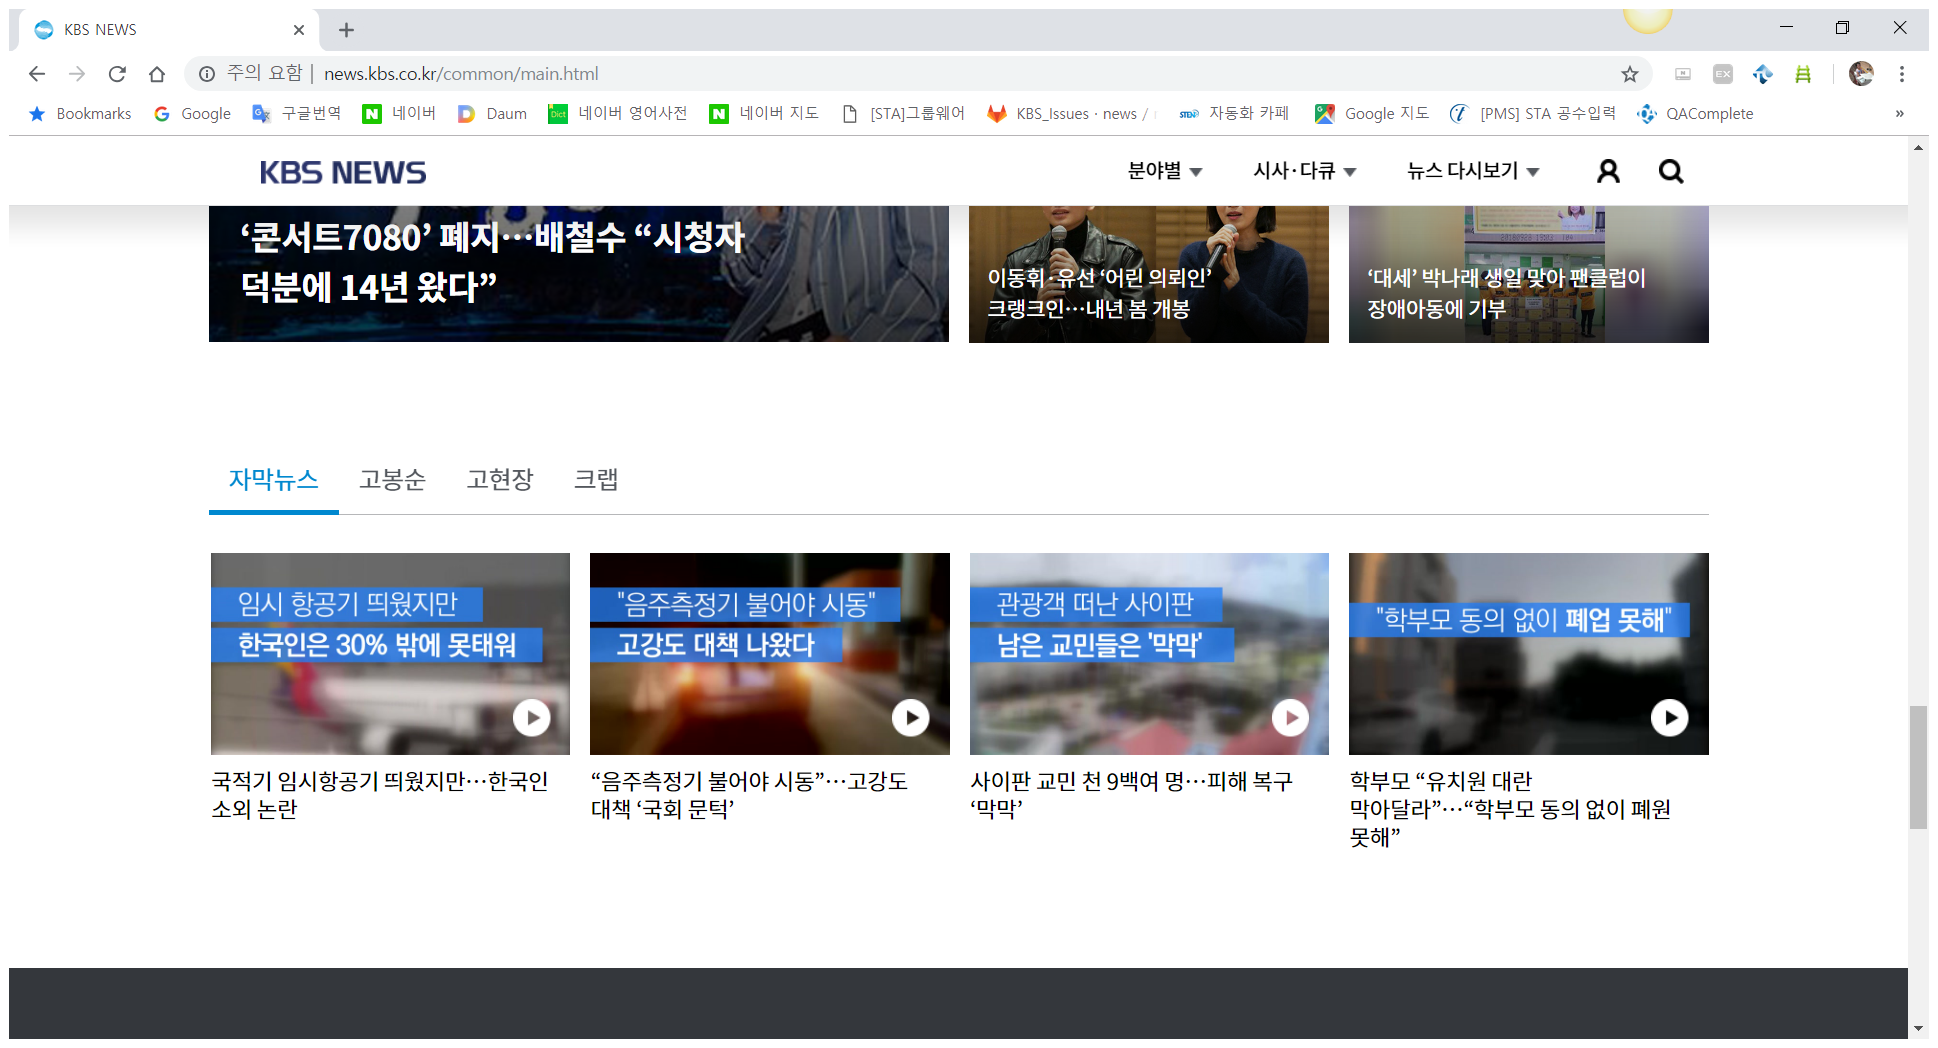 KBS NEWS
주의 요함 | news.kbs.co.kr/common/main.html
EX
Bookmarks
Google
구글번역
네이버
Daum
네이버 영어사전
네이버 지도
[STA]그룹웨어
KBS_Issues · news /
자동화 카페
Google 지도
[PMS] STA 공수입력
QAComplete
»
KBS NEWS
분야별
시사·다큐
뉴스 다시보기
‘콘서트7080’ 폐지…배철수 “시청자
덕분에 14년 왔다”
이동휘·유선 ‘어린 의뢰인’
크랭크인…내년 봄 개봉
‘대세’ 박나래 생일 맞아 팬클럽이
장애아동에 기부
자막뉴스
고봉순
고현장
크랩
임시 항공기 띄웠지만
한국인은 30% 밖에 못태워
"음주측정기 불어야 시동"
고강도 대책 나왔다
관광객 떠난 사이판
남은 교민들은 '막막'
"학부모 동의 없이 폐업 못해"
국적기 임시항공기 띄웠지만…한국인
소외 논란
“음주측정기 불어야 시동”…고강도
대책 ‘국회 문턱’
사이판 교민 천 9백여 명…피해 복구
‘막막’
학부모 “유치원 대란
막아달라”…“학부모 동의 없이 폐원
못해”